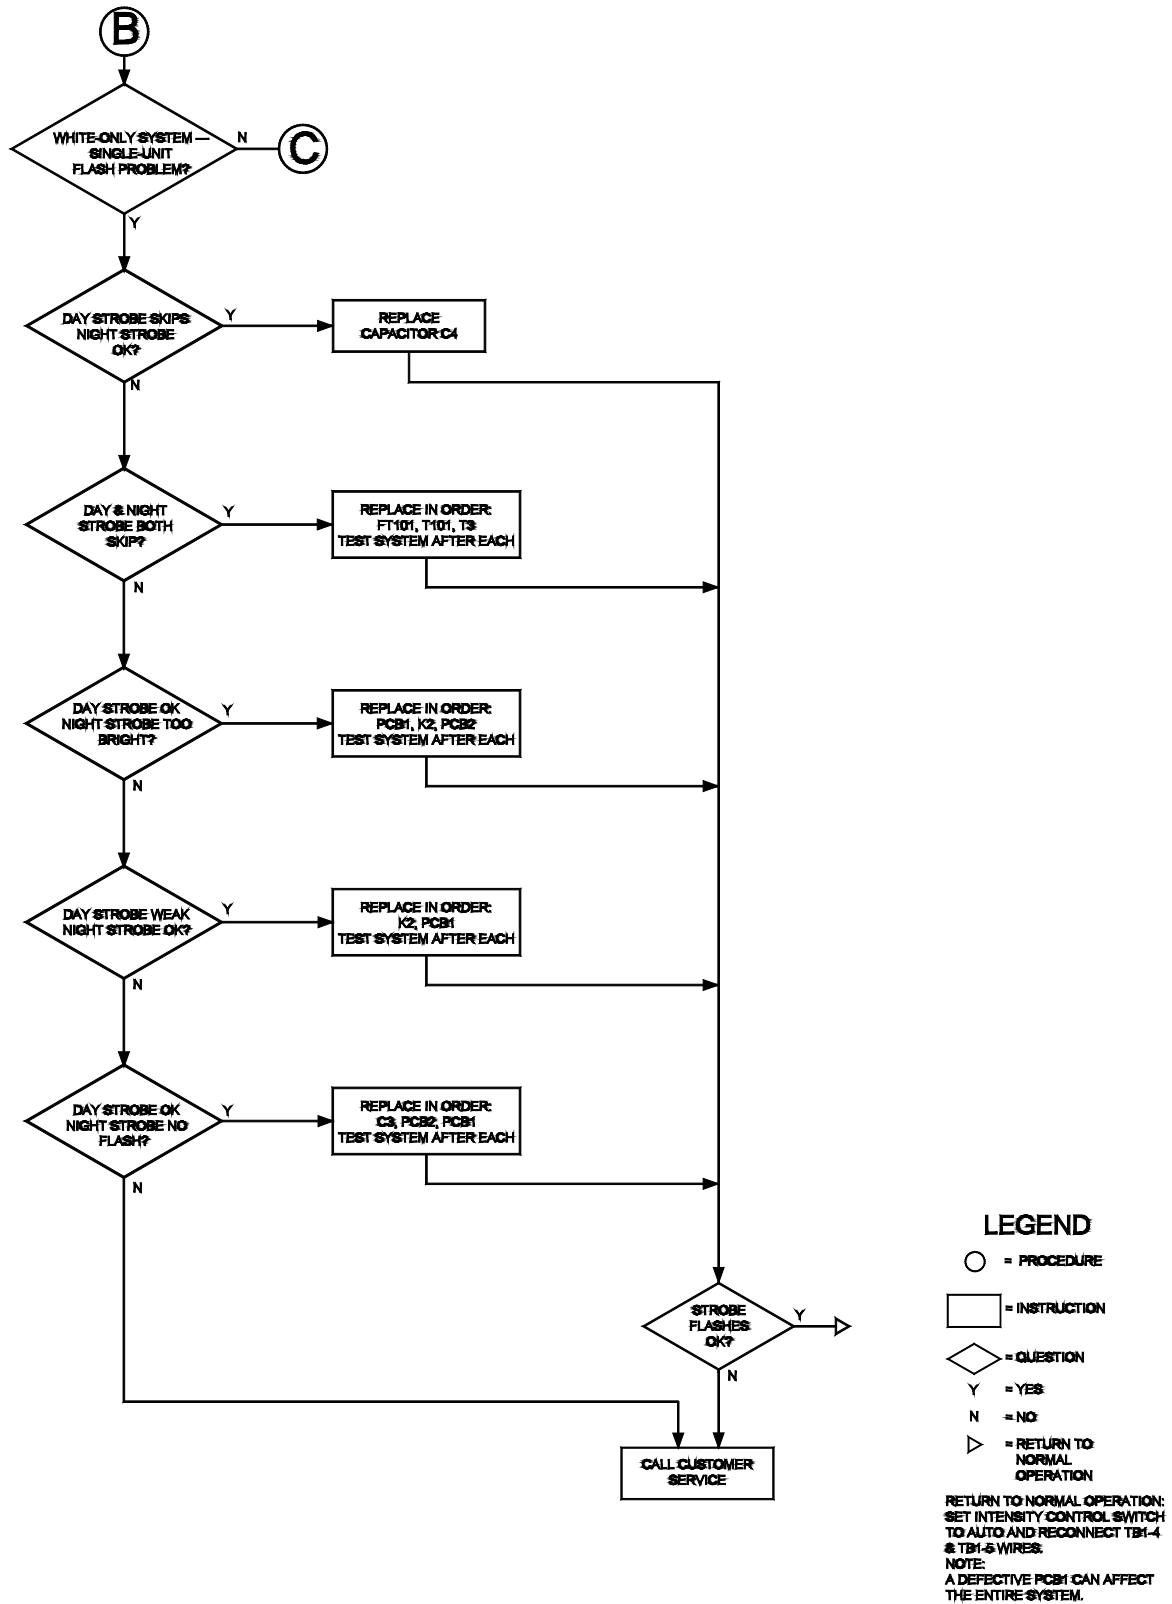 B
WHITE-ONLY SYSTEM —
SINGLE-UNIT
FLASH PROBLEM?
N
C
Y
DAY STROBE SKIPS
NIGHT STROBE
OK?
Y
REPLACE
CAPACITOR C4
N
DAY & NIGHT
STROBE BOTH
SKIP?
Y
REPLACE IN ORDER:
FT101, T101, T3
TEST SYSTEM AFTER EACH
N
DAY STROBE OK
NIGHT STROBE TOO
BRIGHT?
Y
REPLACE IN ORDER:
PCB1, K2, PCB2
TEST SYSTEM AFTER EACH
N
DAY STROBE WEAK
NIGHT STROBE OK?
Y
REPLACE IN ORDER:
K2, PCB1
TEST SYSTEM AFTER EACH
N
DAY STROBE OK
NIGHT STROBE NO
FLASH?
Y
REPLACE IN ORDER:
C3, PCB2, PCB1
TEST SYSTEM AFTER EACH
N
STROBE
FLASHES
OK?
Y
N
CALL CUSTOMER
SERVICE
LEGEND
= PROCEDURE
= INSTRUCTION
= QUESTION
Y = YES
N = NO
= RETURN TO
NORMAL
OPERATION
RETURN TO NORMAL OPERATION:
SET INTENSITY CONTROL SWITCH
TO AUTO AND RECONNECT TB1-4
& TB1-5 WIRES.
NOTE:
A DEFECTIVE PCB1 CAN AFFECT
THE ENTIRE SYSTEM.